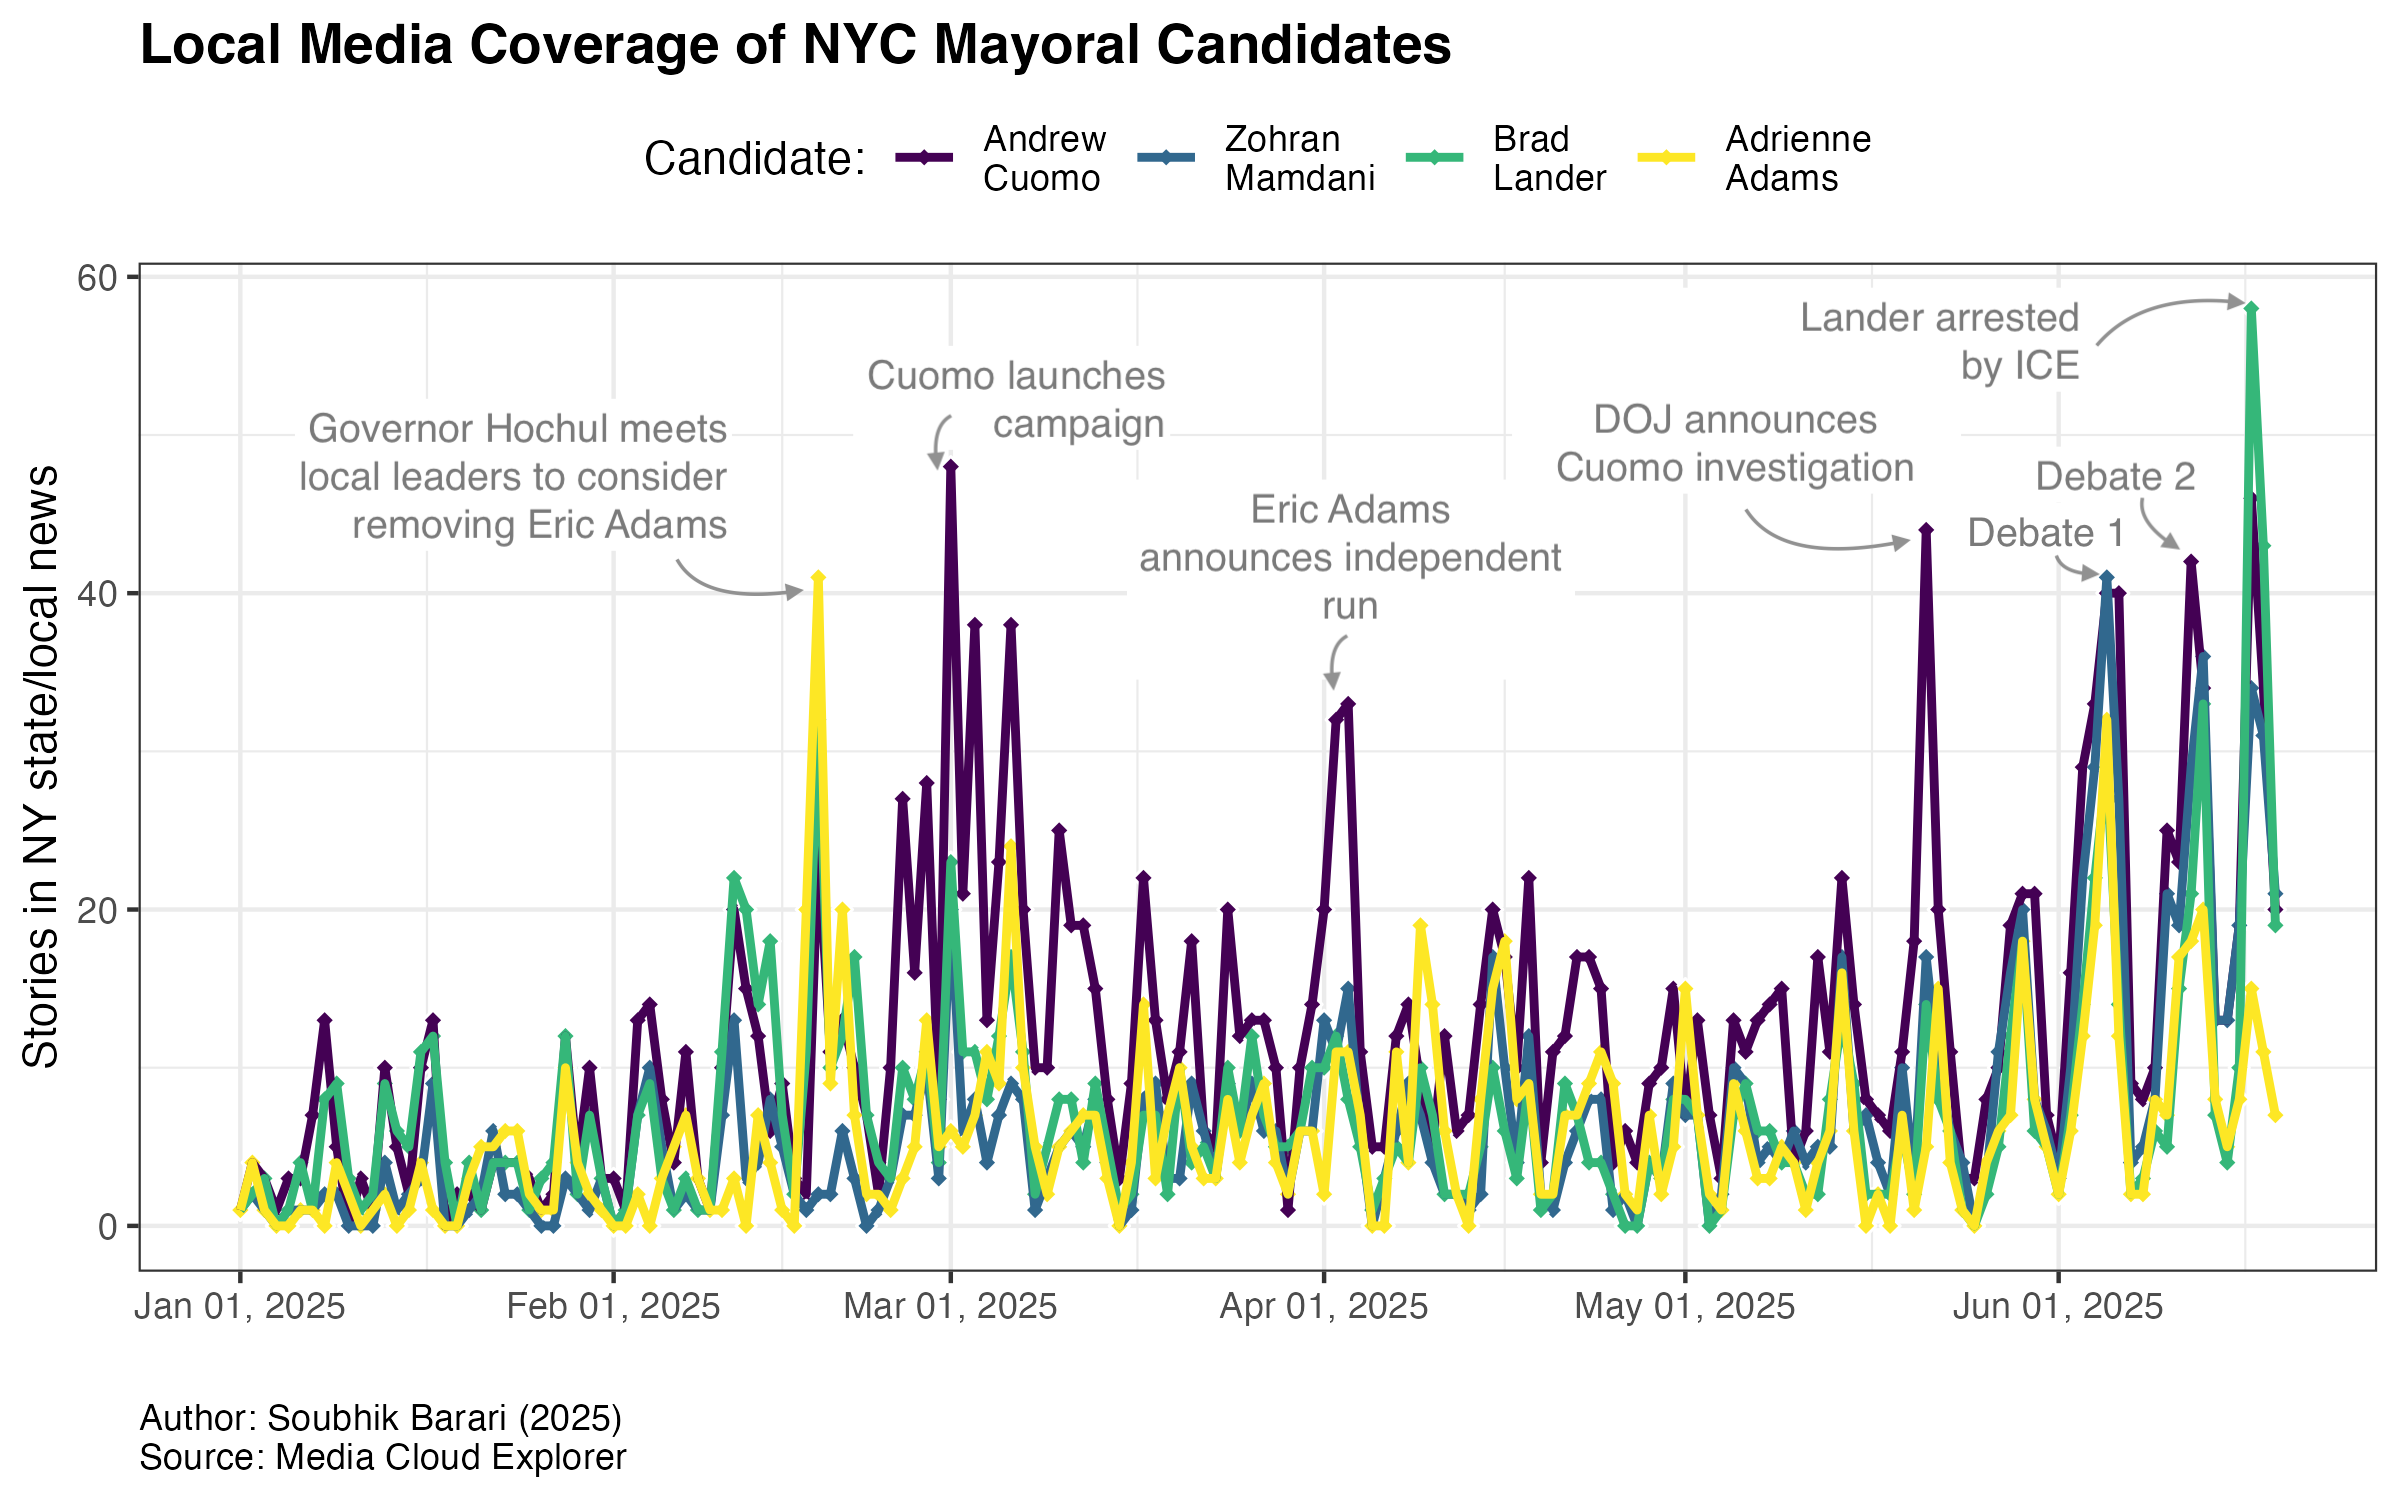 Local Media Coverage of NYC Mayoral Candidates
Candidate:
Andrew
Cuomo
Zohran
Mamdani
Brad
Lander
Adrienne
Adams
Stories in NY state/local news
60
40
20
0
Governor Hochul meets
local leaders to consider
removing Eric Adams
Cuomo launches
campaign
Eric Adams
announces independent
run
DOJ announces
Cuomo investigation
Lander arrested
by ICE
Debate 2
Debate 1
Jan 01, 2025
Feb 01, 2025
Mar 01, 2025
Apr 01, 2025
May 01, 2025
Jun 01, 2025
Author: Soubhik Barari (2025)
Source: Media Cloud Explorer